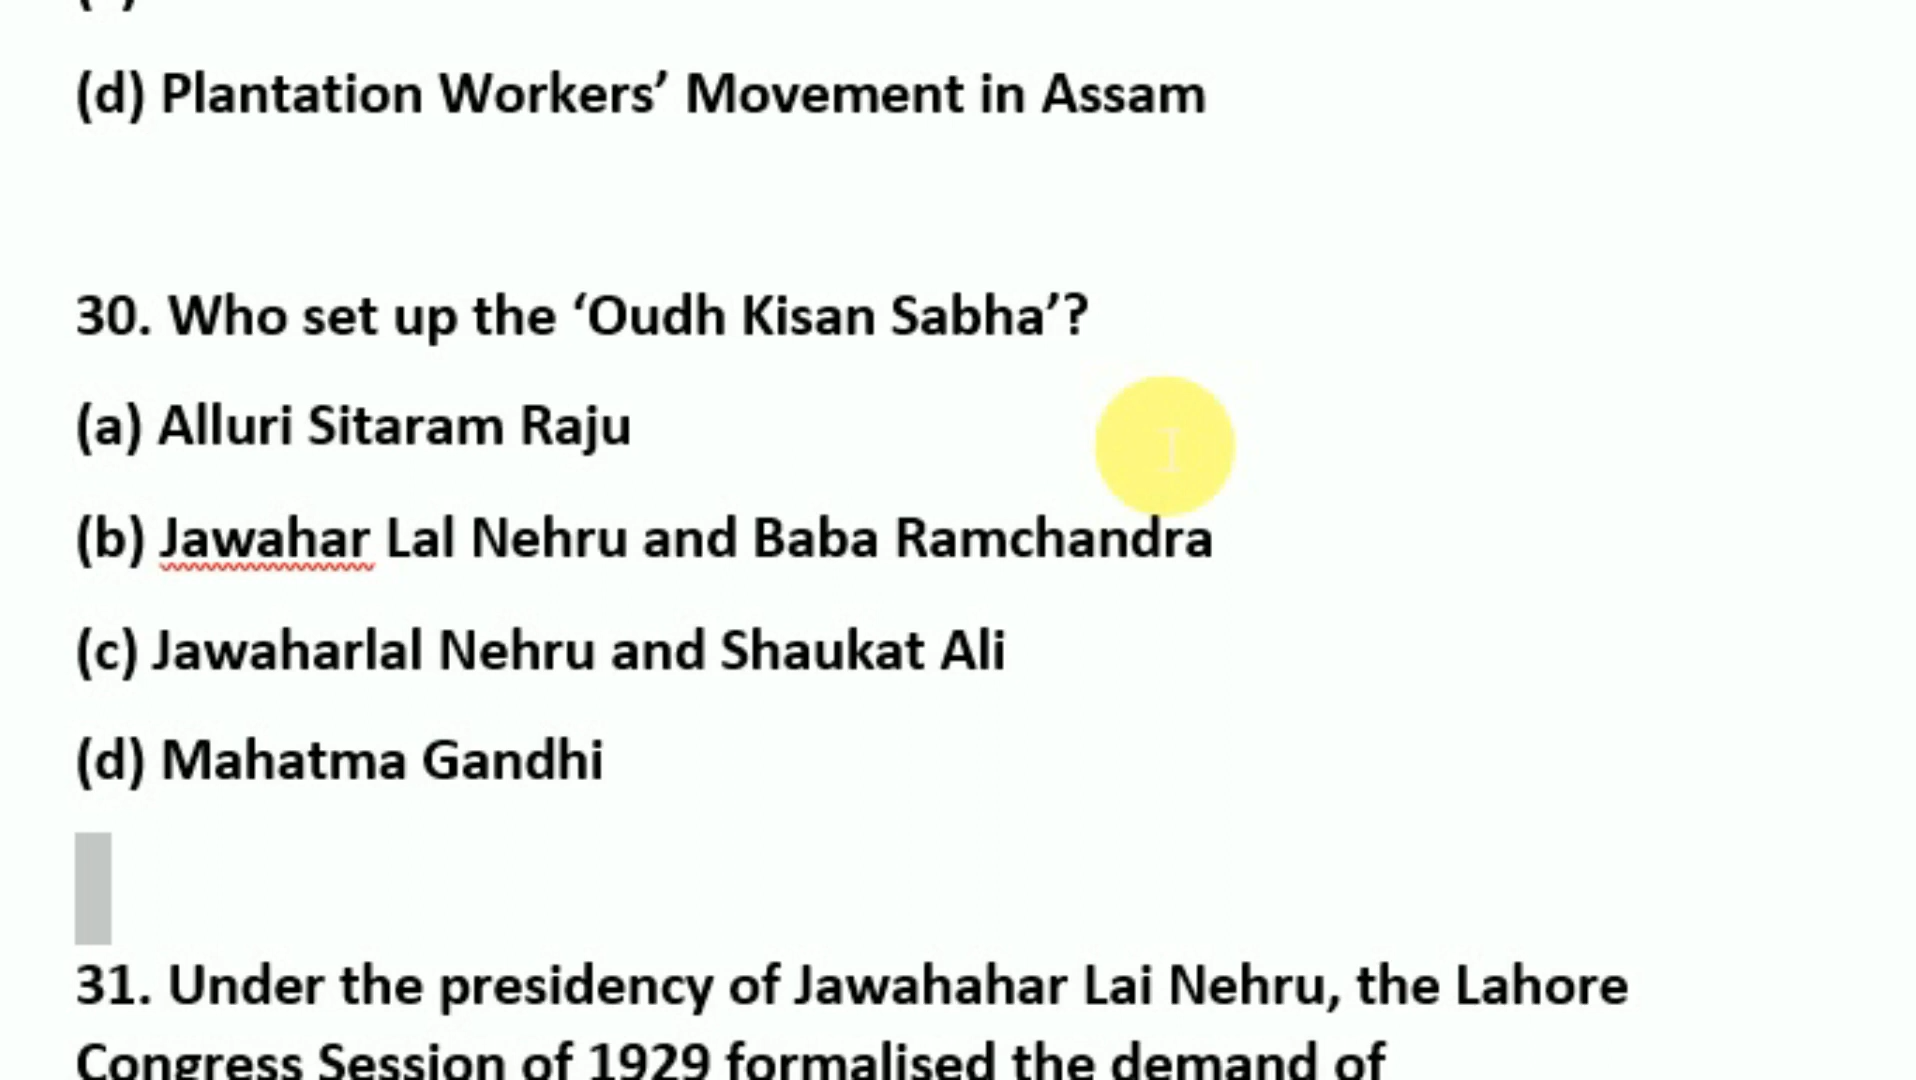 (d) Plantation Workers’ Movement in Assam
30. Who set up the ‘Oudh Kisan Sabha’?
(a) Alluri Sitaram Raju
(b) Jawahar Lal Nehru and Baba Ramchandra
(c) Jawaharlal Nehru and Shaukat Ali
(d) Mahatma Gandhi
31. Under the presidency of Jawahahar Lai Nehru, the Lahore
Congress Session of 1929 formalised the demand of